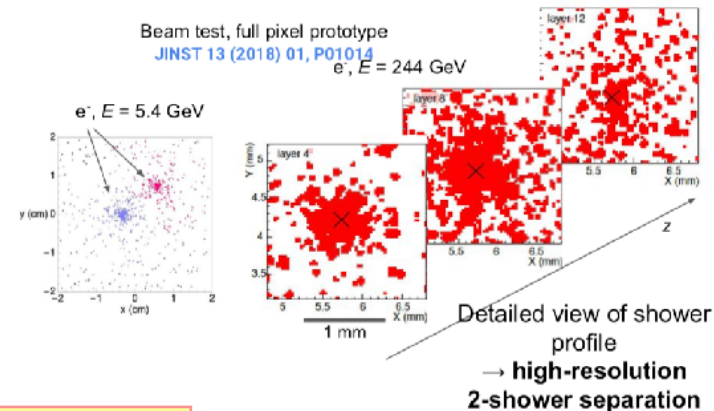 Beam test, full pixel prototype
JINST 13 (2018) 01, P01014
e-, E = 244 GeV
e-, E = 5.4 GeV
layer 12
layer 8
layer 4
2
1
y (cm) 0
-1
-2
-2 -1 0 1 2
x (cm)
Y (mm)
5
4.5
4
3.5
5 5.5 6 6.5
X (mm)
5.5 6 6.5
X (mm)
5.5 6 6.5
X (mm)
1 mm
z
Detailed view of shower
profile
→ high-resolution
2-shower separation